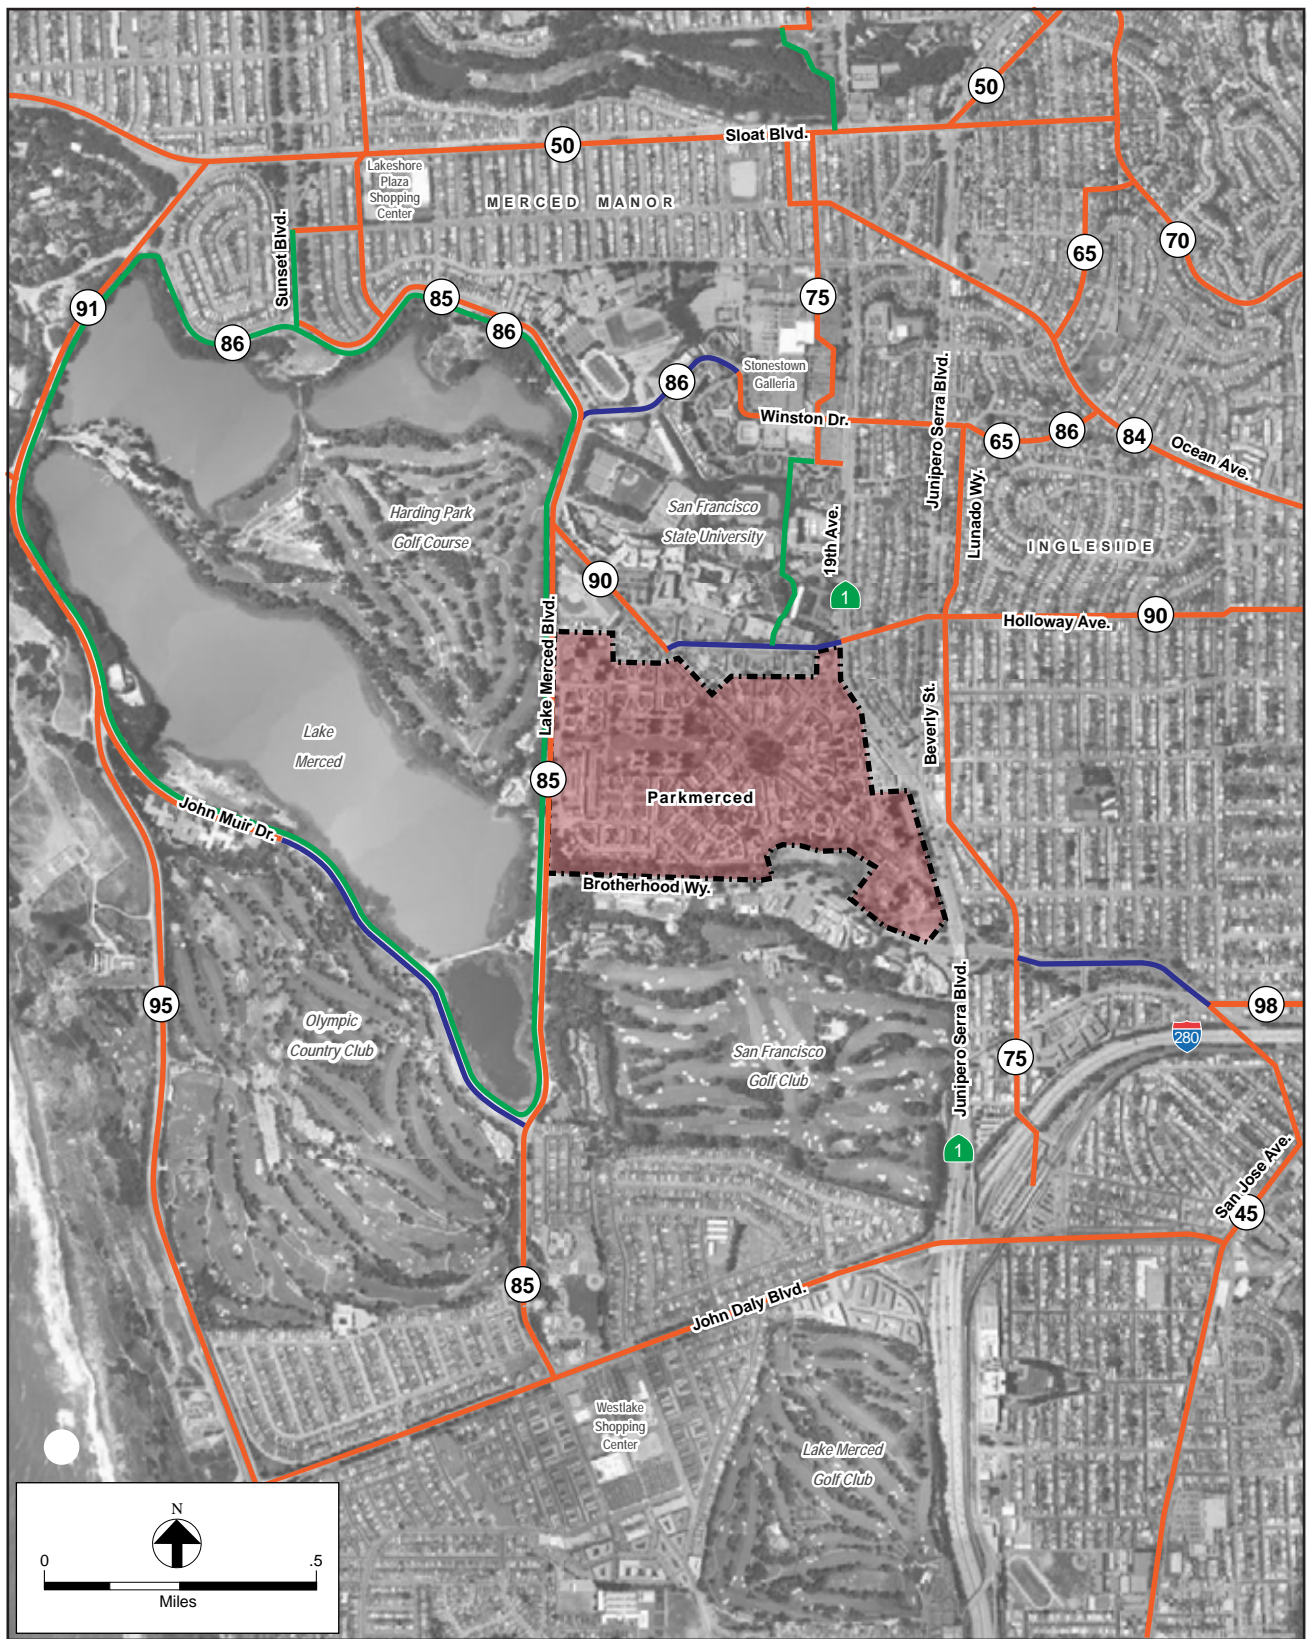 50
Sloat Blvd.
50
Lakeshore
Plaza
Shopping
Center
MERCED MANOR
Sunset Blvd.
65
70
91
85
75
86
86
86
Stonestown
Galleria
Winston Dr.
Junipero Serra Blvd.
65
86
84
Ocean Ave.
Harding Park
Golf Course
San Francisco
State University
19th Ave.
Lunado Wy.
INGLESIDE
90
1
Holloway Ave.
90
Lake Merced Blvd.
Beverly St.
Lake
Merced
85
Parkmerced
John Muir Dr.
Brotherhood Wy.
95
Olympic
Country Club
San Francisco
Golf Club
Junipero Serra Blvd.
98
280
75
1
San Jose Ave.
45
85
John Daly Blvd.
Westlake
Shopping
Center
Lake Merced
Golf Club
N
0 .5
Miles